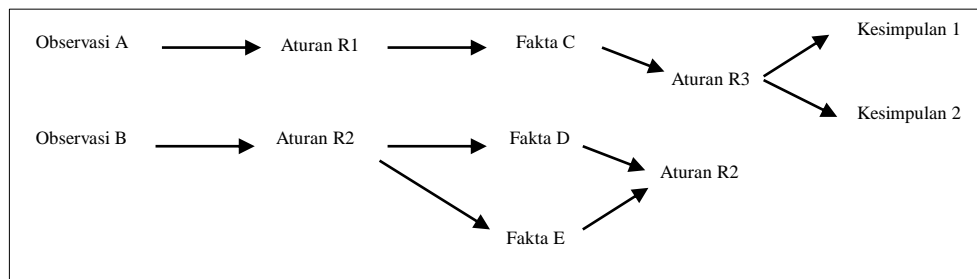 Observasi A
Aturan R1
Fakta C
Kesimpulan 1
Aturan R3
Kesimpulan 2
Observasi B
Aturan R2
Fakta D
Aturan R2
Fakta E